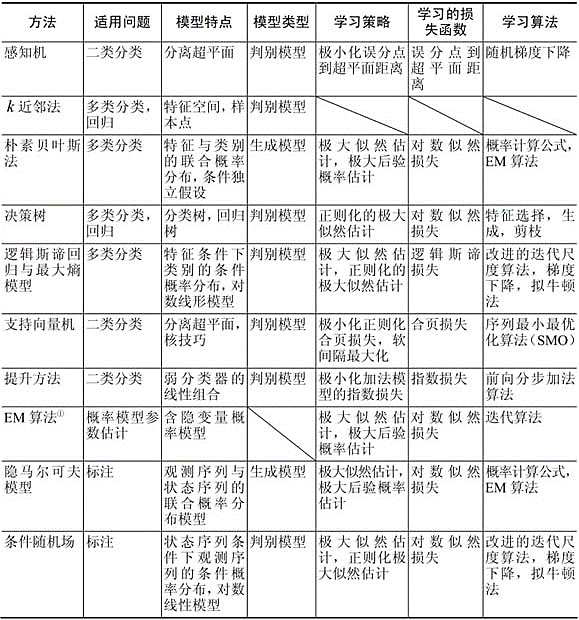 方法 适用问题 模型特点 模型类型 学习策略 学习的损失函数 学习算法
感知机 二类分类 分离超平面 判别模型 极小化误分点到超平面距离 误分点到超平面距离 随机梯度下降
k近邻法 多类分类，回归 特征空间，样本点 判别模型
朴素贝叶斯法 多类分类 特征与类别的联合概率分布，条件独立假设 生成模型 极大似然估计，极大后验概率估计 对数似然损失 概率计算公式，EM 算法
决策树 多类分类，回归 分类树，回归树 判别模型 正则化的极大似然估计 对数似然损失 特征选择，生成，剪枝
逻辑斯谛回归与最大熵模型 多类分类 特征条件下类别的条件概率分布，对数线形模型 判别模型 极大似然估计，正则化的极大似然估计 逻辑斯谛损失 改进的迭代尺度算法，梯度下降，拟牛顿法
支持向量机 二类分类 分离超平面，核技巧 判别模型 极小化正则化合页损失，软间隔最大化 合页损失 序列最小最优化算法（SMO）
提升方法 二类分类 弱分类器的线性组合 判别模型 极小化加法模型的指数损失 指数损失 前向分步加法算法
EM 算法① 概率模型参数估计 含隐变量概率模型 极大似然估计，极大后验概率估计 对数似然损失 迭代算法
隐马尔可夫模型 标注 观测序列与状态序列的联合概率分布模型 生成模型 极大似然估计，极大后验概率估计 对数似然损失 概率计算公式，EM 算法
条件随机场 标注 状态序列条件下观测序列的条件概率分布，对数线性模型 判别模型 极大似然估计，正则化极大似然估计 对数似然损失 改进的迭代尺度算法，梯度下降，拟牛顿法